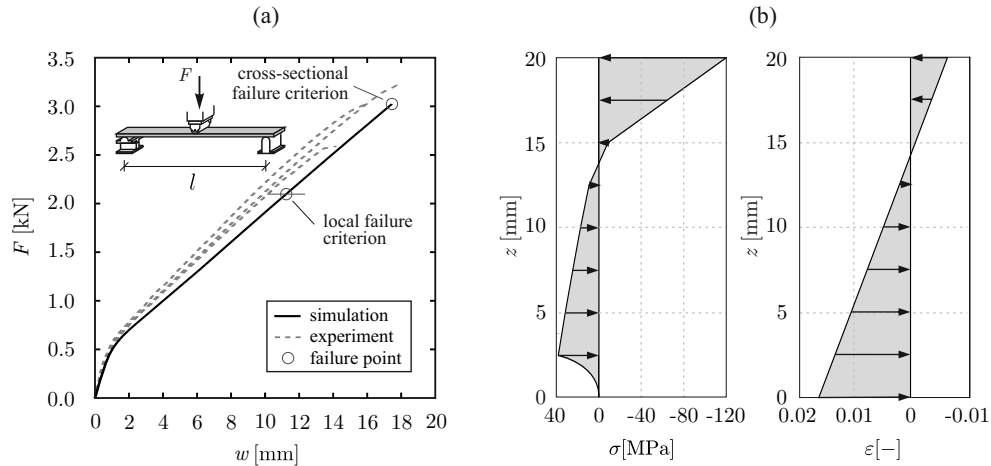 (a)
3.5
3.0
2.5
2.0
1.5
1.0
0.5
0.0
F [kN]
F
l
cross-sectional
failure criterion
local failure
criterion
simulation
experiment
failure point
0 2 4 6 8 10 12 14 16 18 20
w [mm]
(b)
20
15
10
5
0
z [mm]
40 0 -40 -80 -120
σ[MPa]
20
15
10
5
0
z [mm]
0.02 0.01 0 -0.01
ε[−]